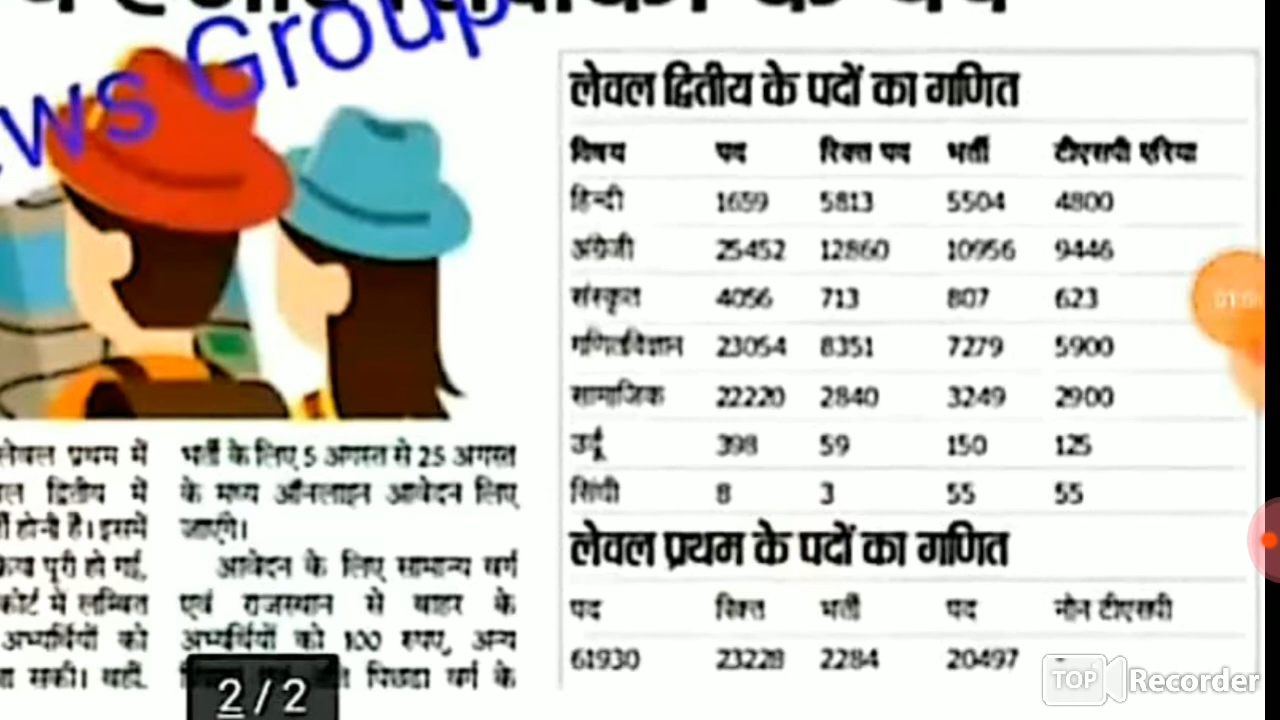 ws Group
लेवल द्वितीय के पदों का गणित
विषय पद रिक्त पद भर्ती टीएसपी एरिया
हिन्दी 1659 5813 5504 4800
अंग्रेजी 25452 12860 10956 9446
संस्कृत 4056 713 807 623
गणितविज्ञान 23054 8351 7279 5900
सामाजिक 22220 2840 3249 2900
उर्दू 398 59 150 125
सिंधी 8 3 55 55
लेवल प्रथम के पदों का गणित
पद रिक्त भर्ती पद नोन टीएसपी
61930 23228 2284 20497 -
लेवल प्रथम में
ल द्वितीय में
र्ती होनी है। इसमें
क्रिया पूरी हो गई,
कोर्ट में लम्बित
अभ्यर्थियों को
जा सकी। वहीं,
भर्ती के लिए 5 अगस्त से 25 अगस्त
के मध्य ऑनलाइन आवेदन लिए
जाएंगे।
आवेदन के लिए सामान्य वर्ग
एवं राजस्थान से बाहर के
अभ्यर्थियों को 100 रुपए, अन्य
पिछडा वर्ग के
2 / 2
TOP Recorder